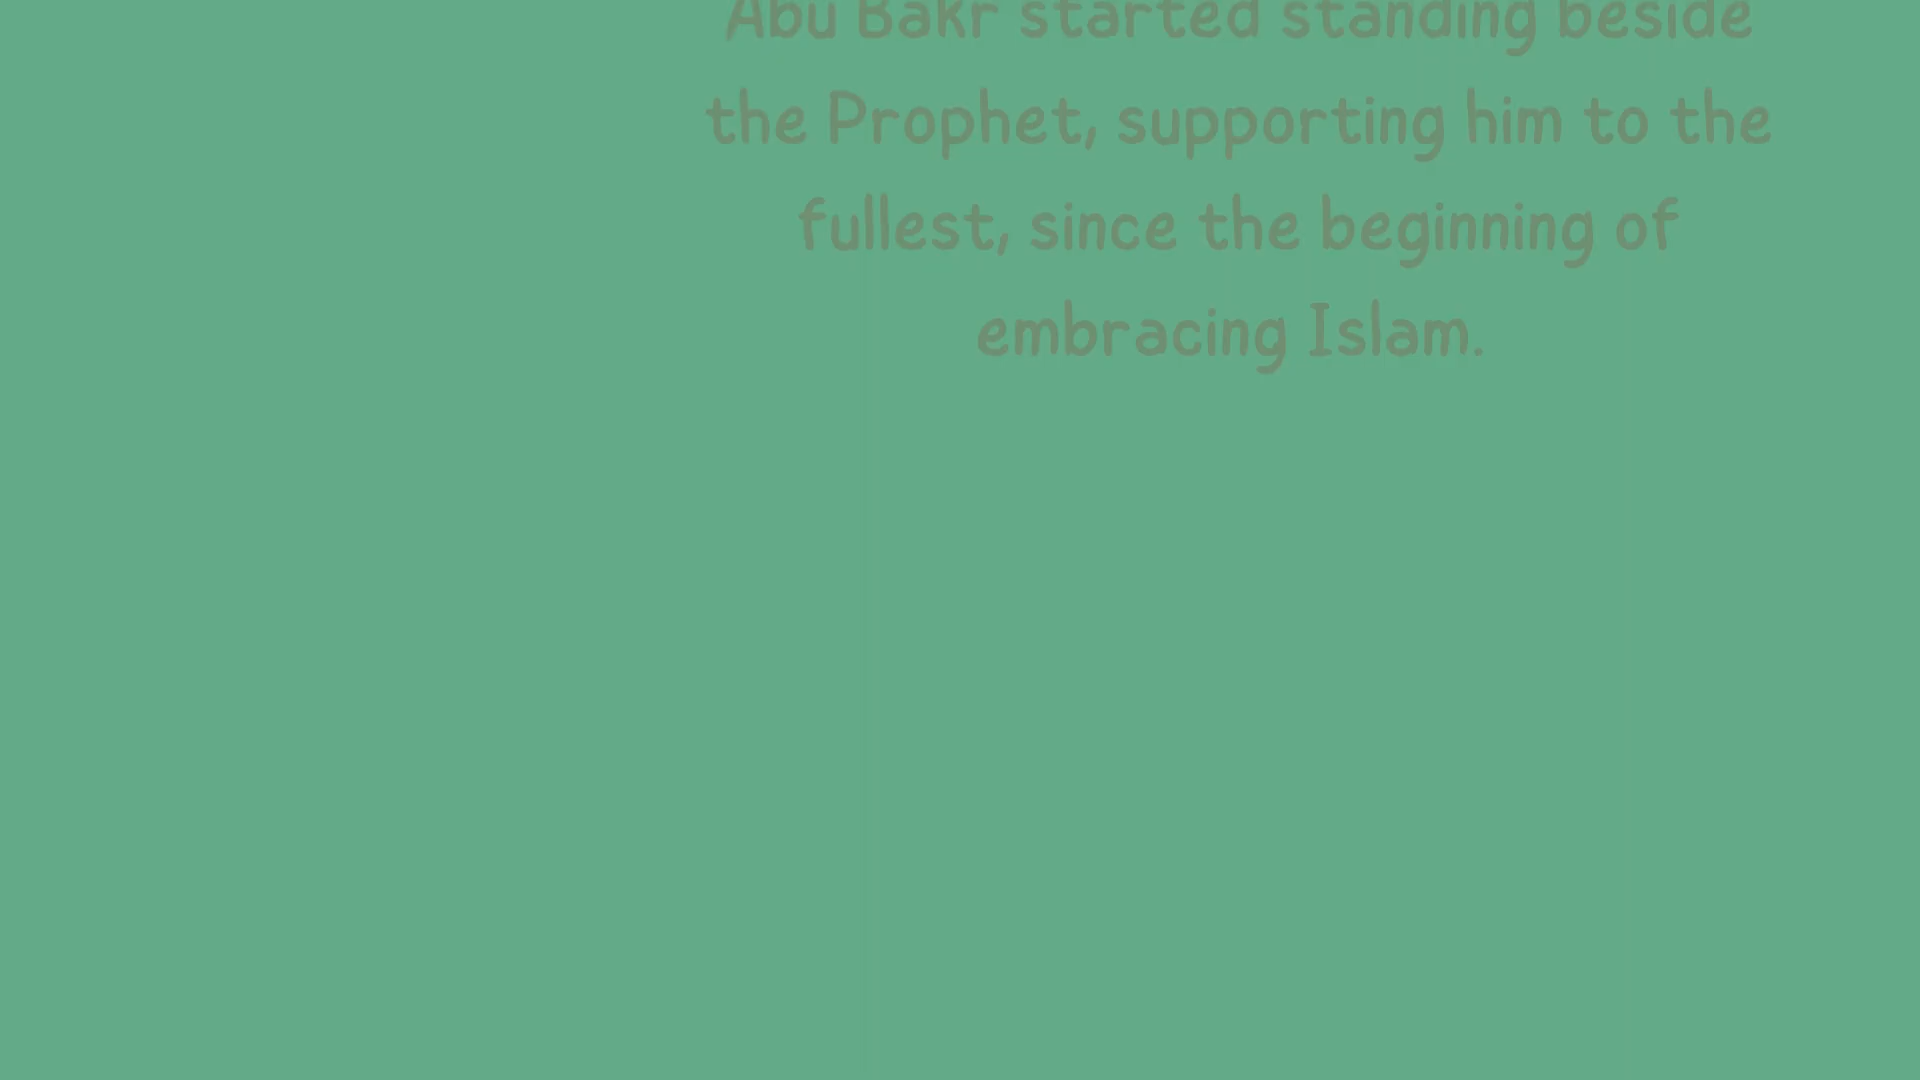 Abu Bakr started standing beside
the Prophet, supporting him to the
fullest, since the beginning of
embracing Islam.